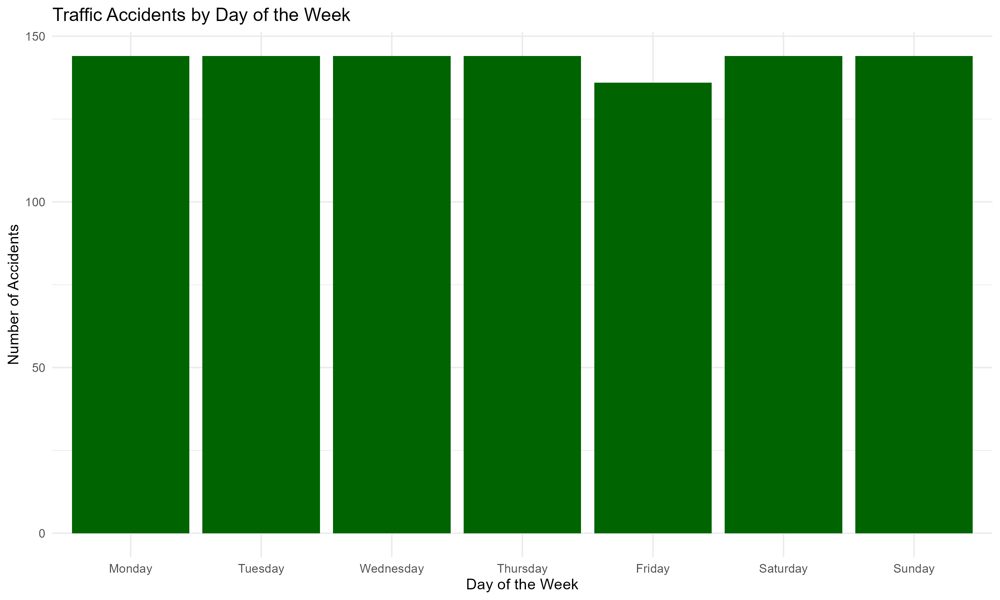 Traffic Accidents by Day of the Week
150
100
50
0
Number of Accidents
Monday Tuesday Wednesday Thursday Friday Saturday Sunday
Day of the Week